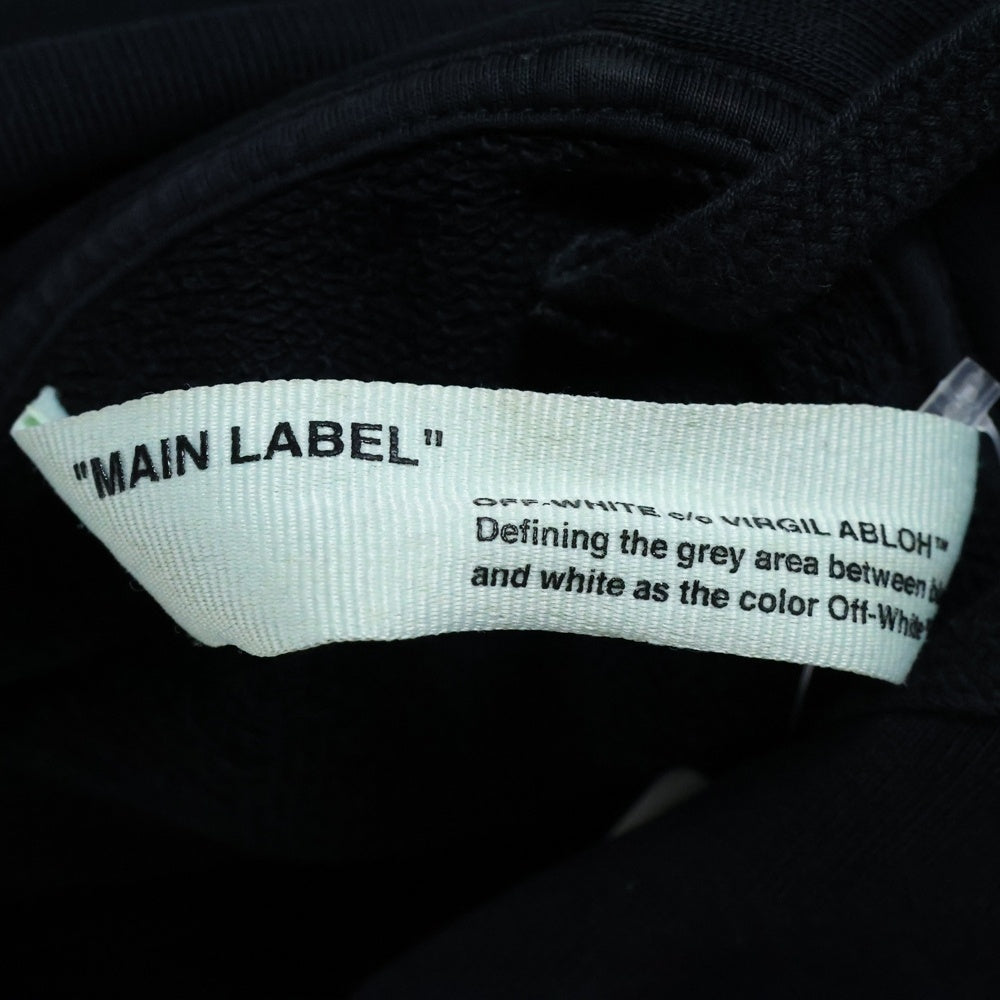 "MAIN LABEL"
OFF-WHITE c/o VIRGIL ABLOH™
Defining the grey area between
and white as the color Off-White